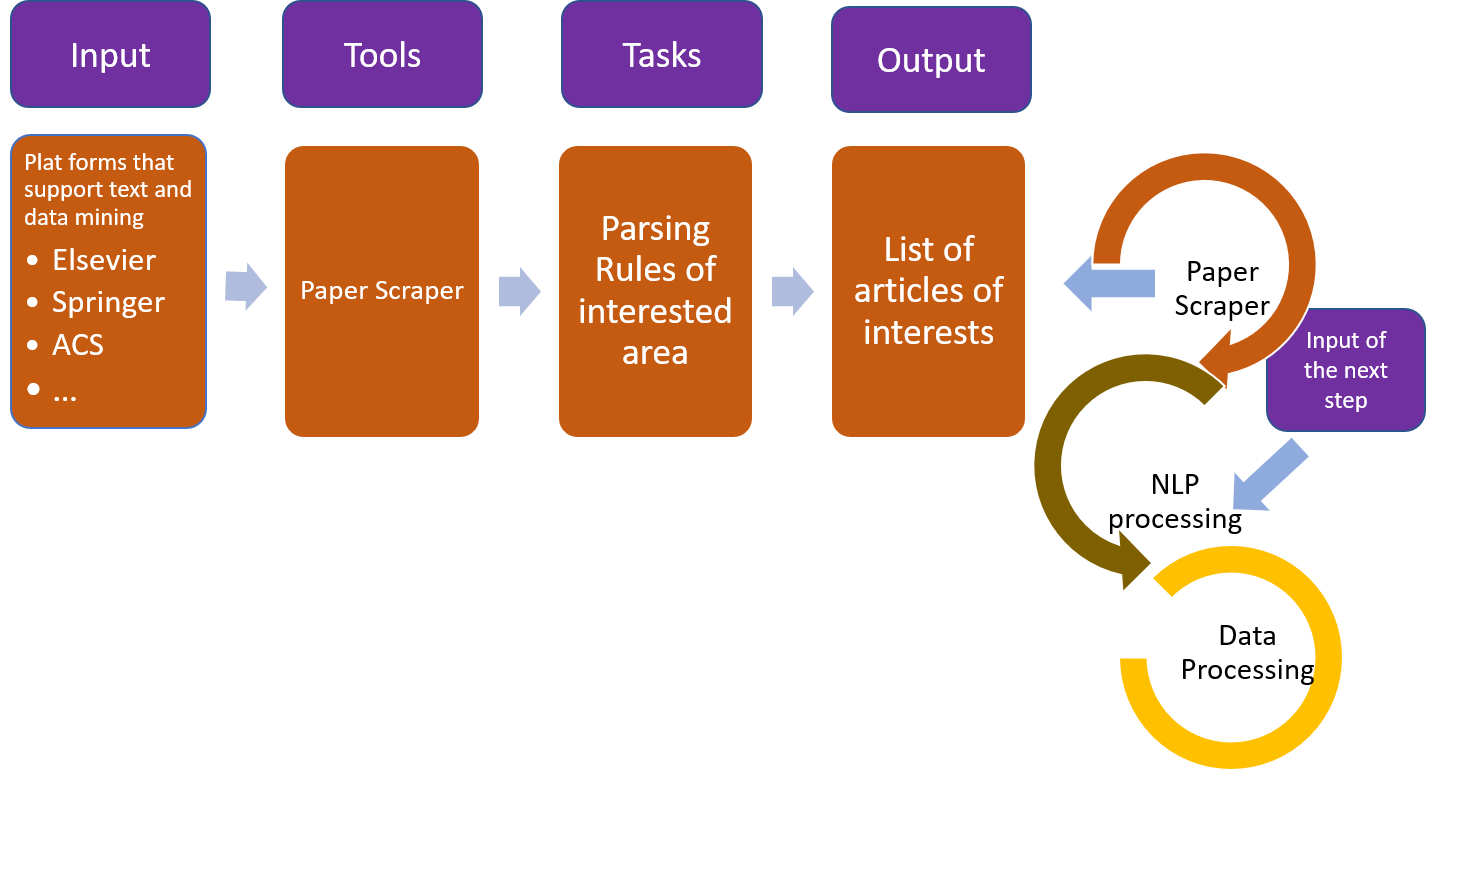 Input
Tools
Tasks
Output
Plat forms that
support text and
data mining
• Elsevier
• Springer
• ACS
• ...
Paper Scraper
Parsing
Rules of
interested
area
List of
articles of
interests
Paper
Scraper
Input of
the next
step
NLP
processing
Data
Processing